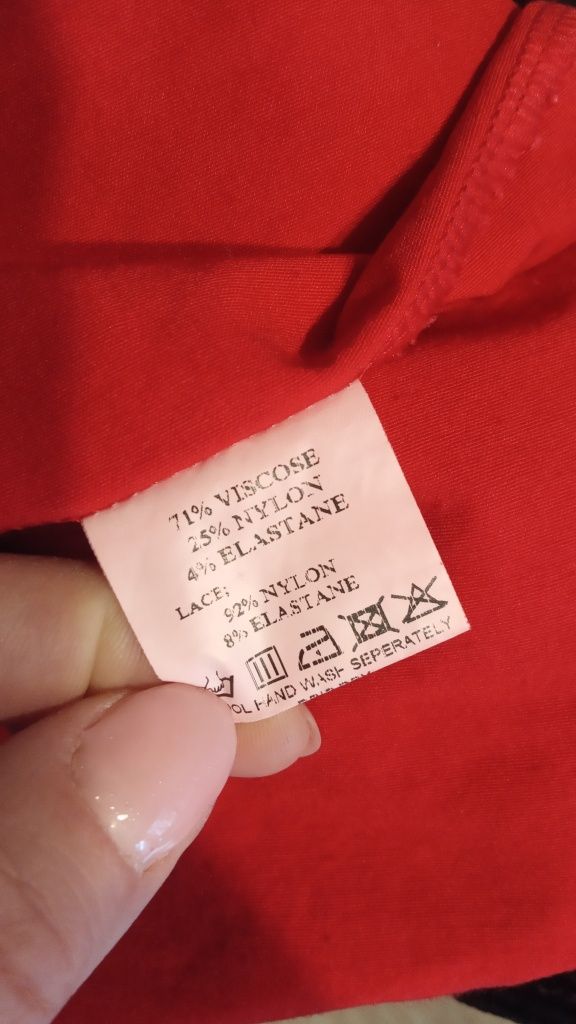 71% VISCOSE
25% NYLON
4% ELASTANE
LACE;
92% NYLON
8% ELASTANE
HAND WASH SEPERATELY